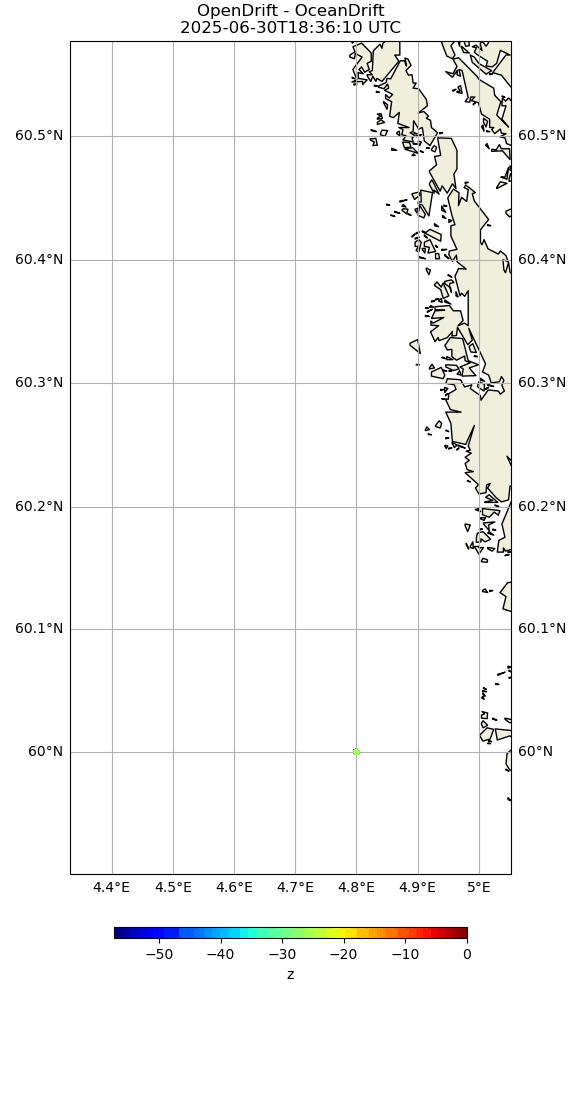 OpenDrift - OceanDrift
2025-06-30T18:36:10 UTC
60.5°N 60.5°N
60.4°N 60.4°N
60.3°N 60.3°N
60.2°N 60.2°N
60.1°N 60.1°N
60°N 60°N
4.4°E 4.5°E 4.6°E 4.7°E 4.8°E 4.9°E 5°E
−50 −40 −30 −20 −10 0
z